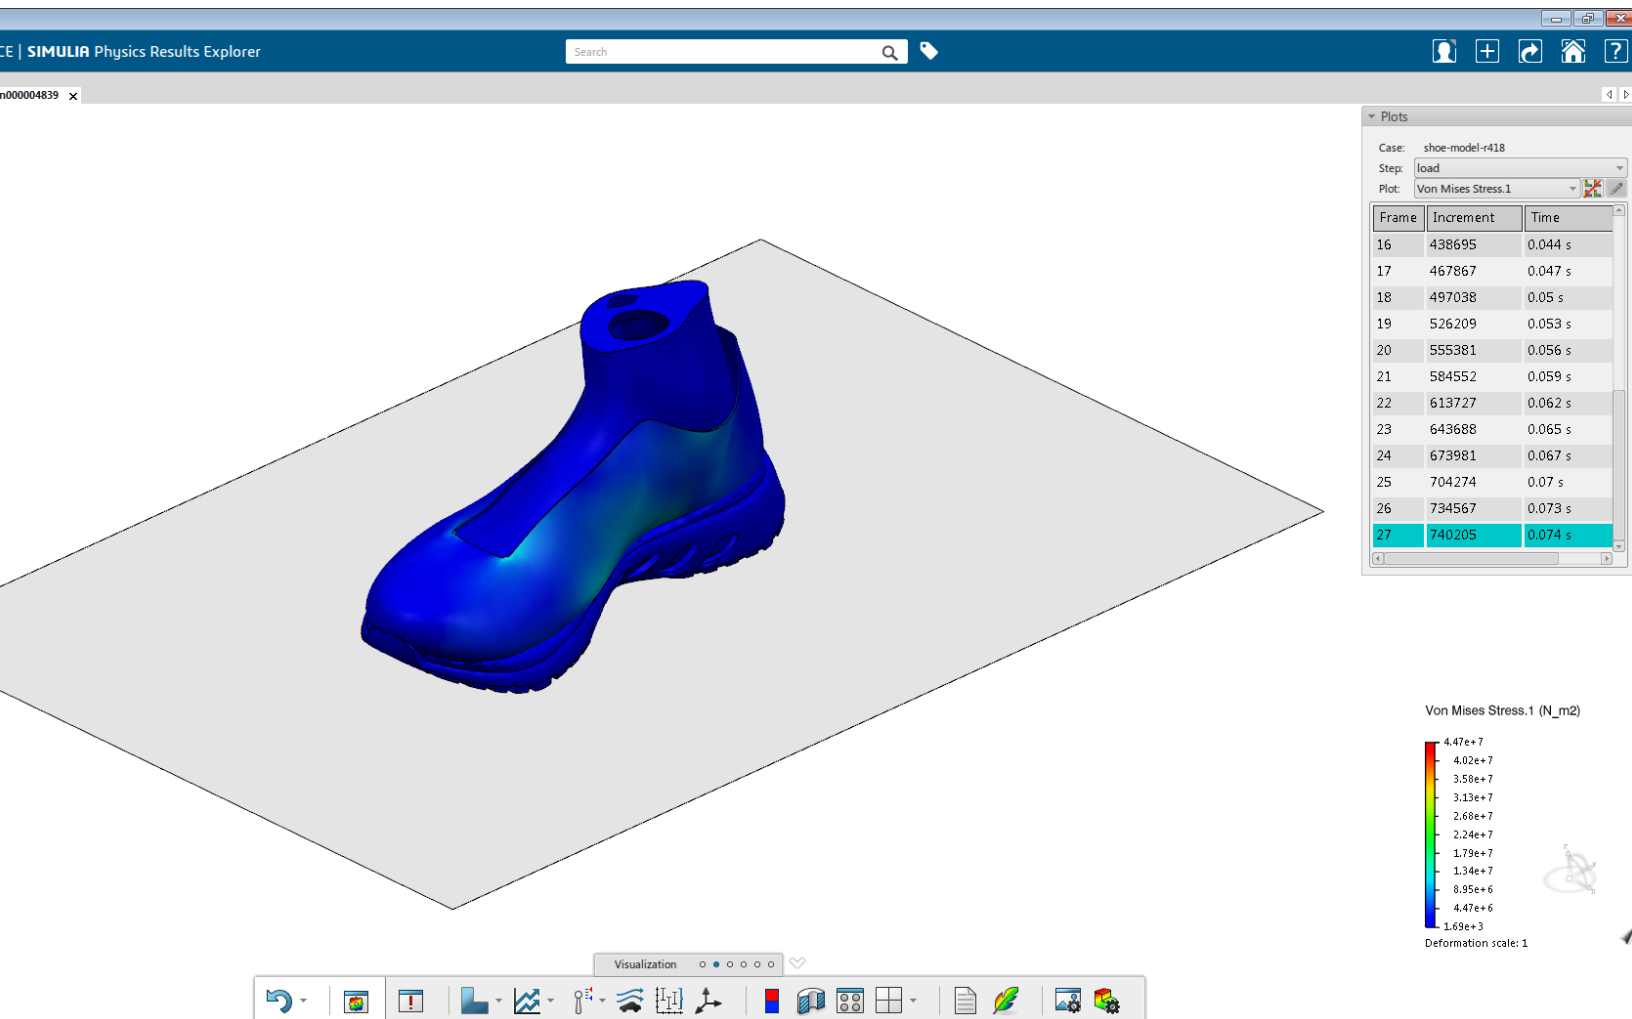 CE | SIMULIA Physics Results Explorer
Search
n000004839
Plots
Case: shoe-model-r418
Step: load
Plot: Von Mises Stress.1
Frame Increment Time
16 438695 0.044 s
17 467867 0.047 s
18 497038 0.05 s
19 526209 0.053 s
20 555381 0.056 s
21 584552 0.059 s
22 613727 0.062 s
23 643688 0.065 s
24 673981 0.067 s
25 704274 0.07 s
26 734567 0.073 s
27 740205 0.074 s
Von Mises Stress.1 (N_m2)
4.47e+7
4.02e+7
3.58e+7
3.13e+7
2.68e+7
2.24e+7
1.79e+7
1.34e+7
8.95e+6
4.47e+6
1.69e+3
Deformation scale: 1
Visualization